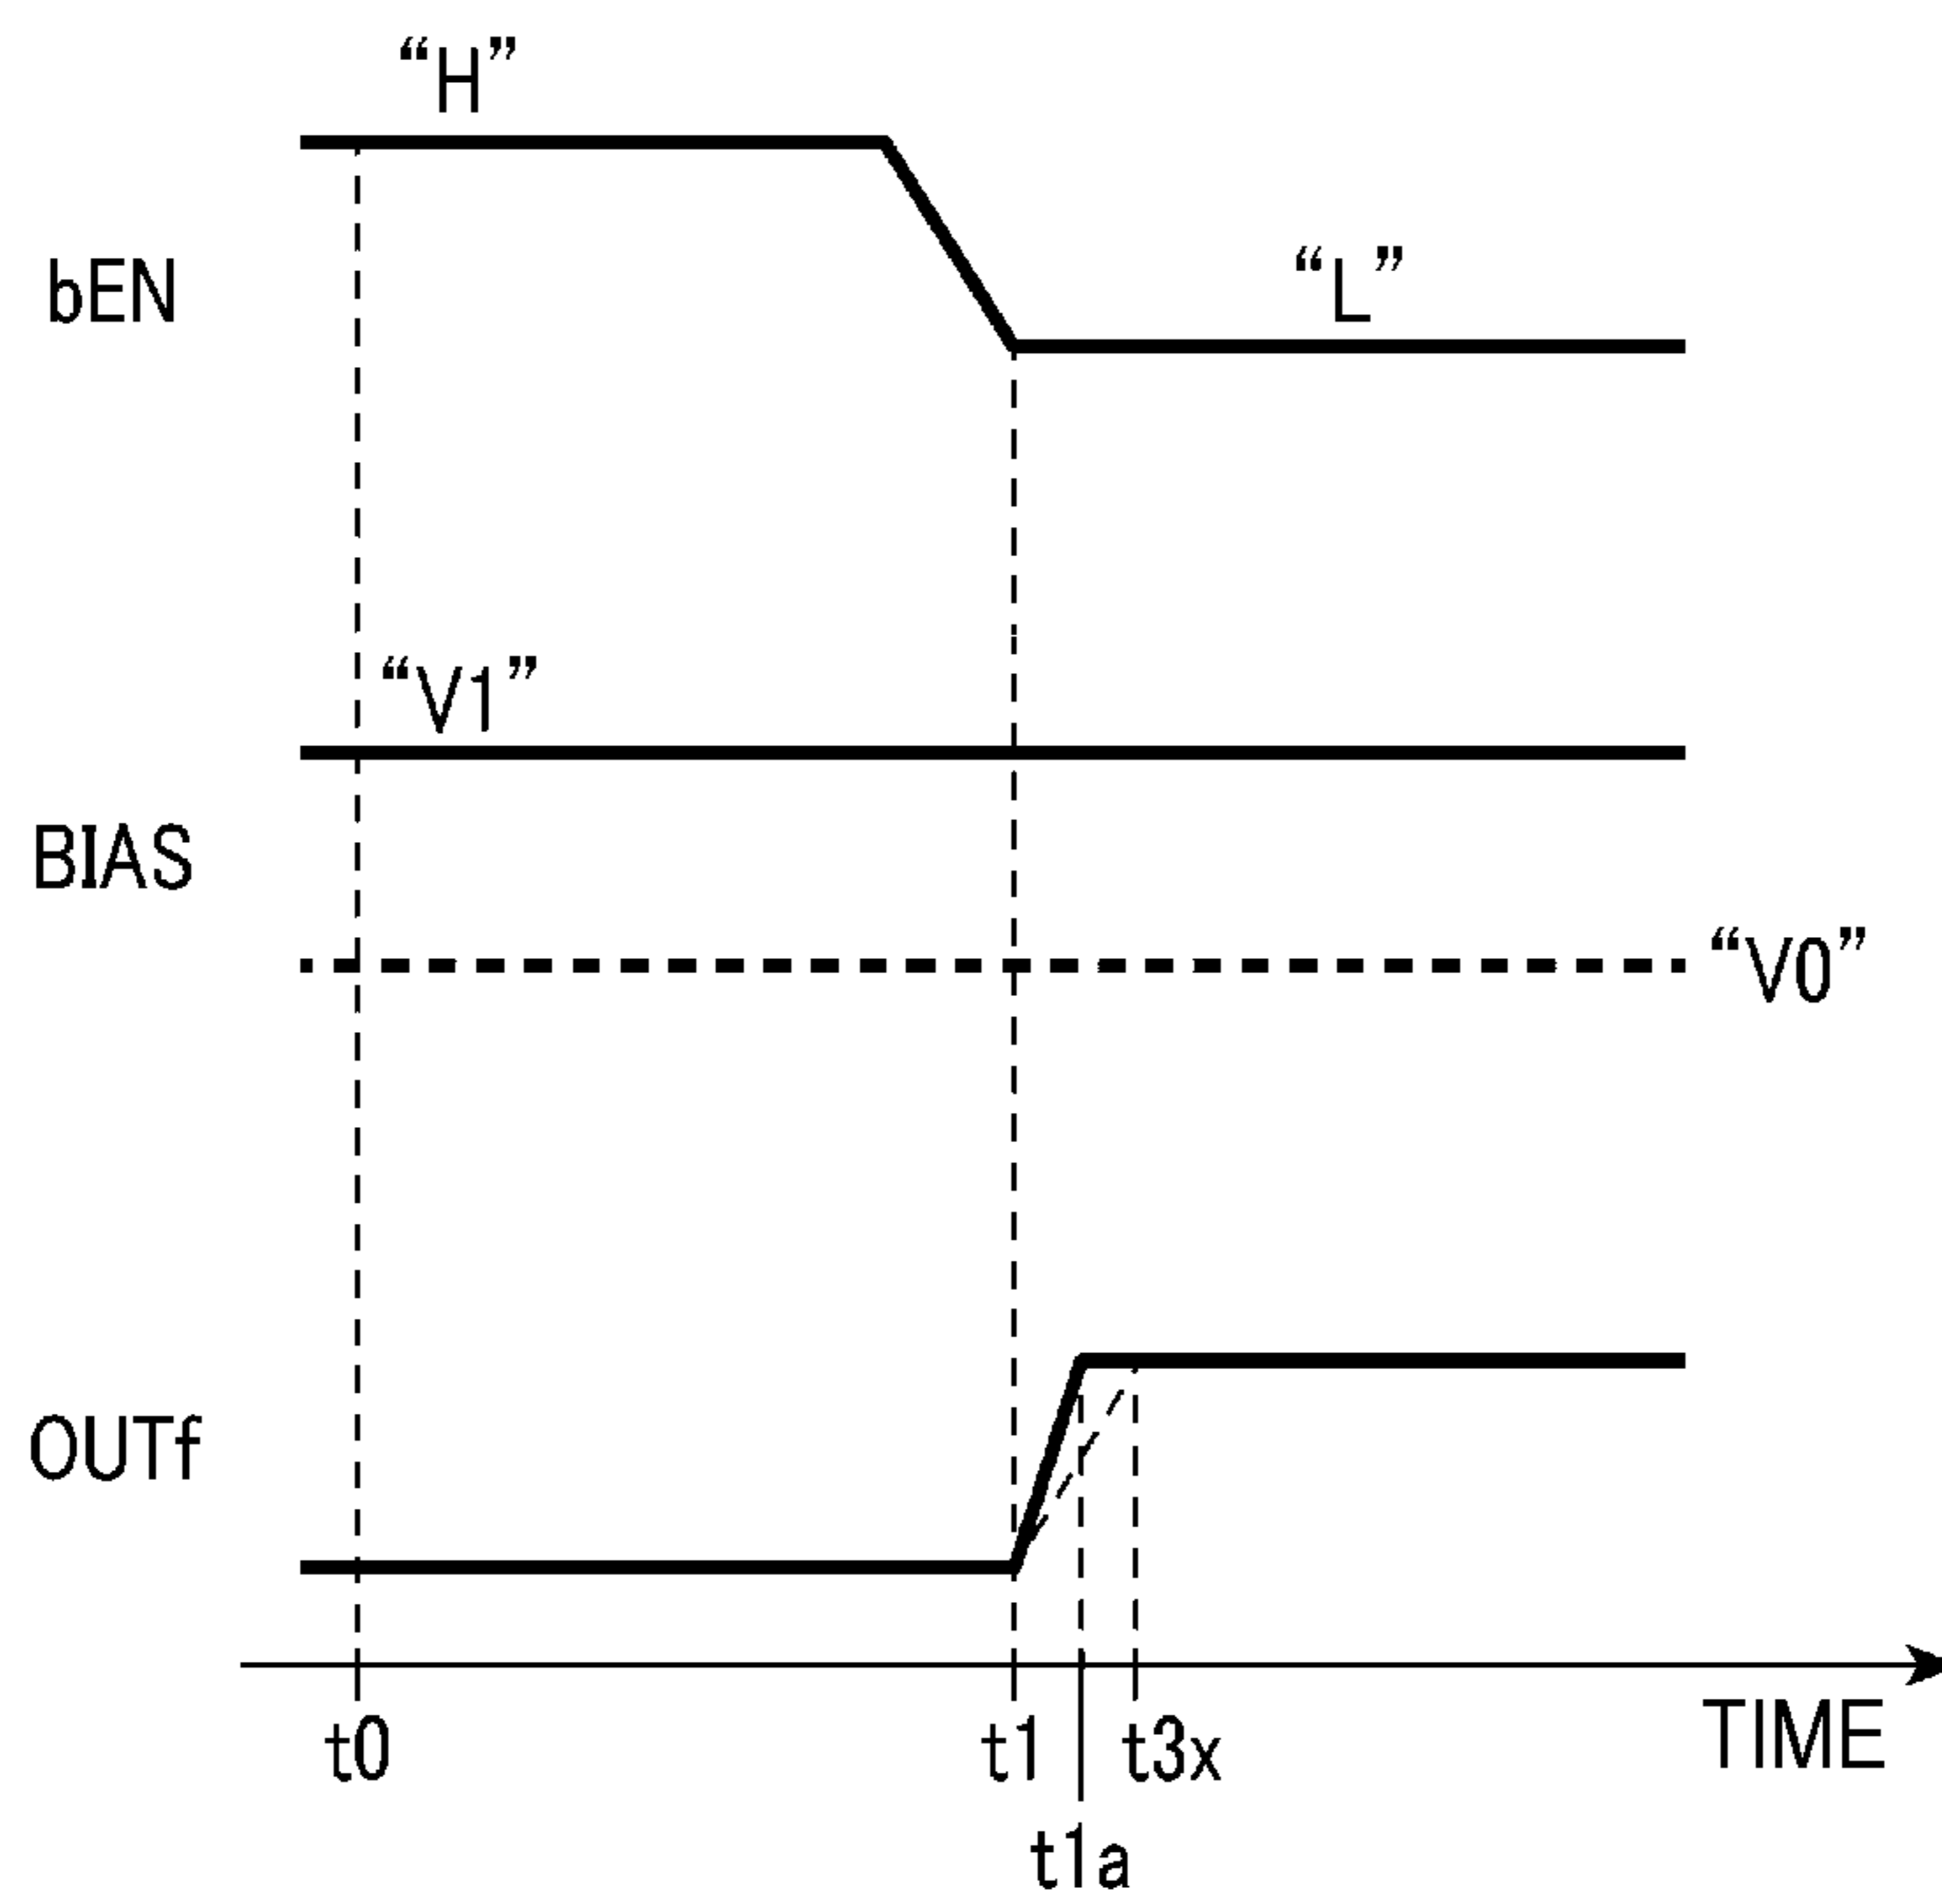 “H”
bEN
“L”
“V1”
BIAS
“V0”
OUTf
t0 t1 t3x TIME
t1a